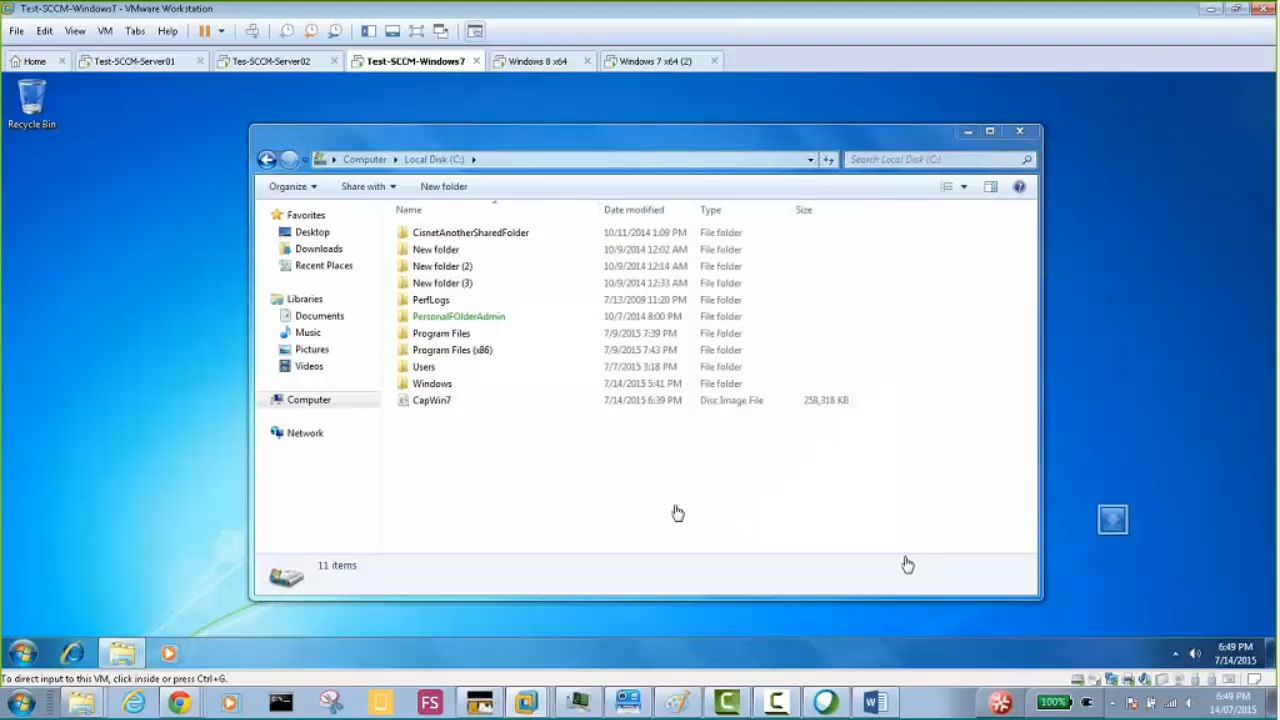 Test-SCCM-Windows7 - VMware Workstation
File Edit View VM Tabs Help
Home Test-SCCM-Server01 Tes-SCCM-Server02 Test-SCCM-Windows7 Windows 8 x64 Windows 7 x64 (2)
Recycle Bin
Computer Local Disk (C:) Search Local Disk (C:)
Organize Share with New folder
Name Date modified Type Size
Favorites
Desktop
Downloads
Recent Places
Libraries
Documents
Music
Pictures
Videos
Computer
Network
CisnetAnotherSharedFolder 10/11/2014 1:09 PM File folder
New folder 10/9/2014 12:02 AM File folder
New folder (2) 10/9/2014 12:14 AM File folder
New folder (3) 10/9/2014 12:33 AM File folder
PerfLogs 7/13/2009 11:20 PM File folder
PersonalFOlderAdmin 10/7/2014 8:00 PM File folder
Program Files 7/9/2015 7:39 PM File folder
Program Files (x86) 7/9/2015 7:43 PM File folder
Users 7/7/2015 3:18 PM File folder
Windows 7/14/2015 5:41 PM File folder
CapWin7 7/14/2015 6:39 PM Disc Image File 258,318 KB
11 items
6:49 PM
7/14/2015
To direct input to this VM, click inside or press Ctrl+G.
FS C C W 100% 6:49 PM
14/07/2015